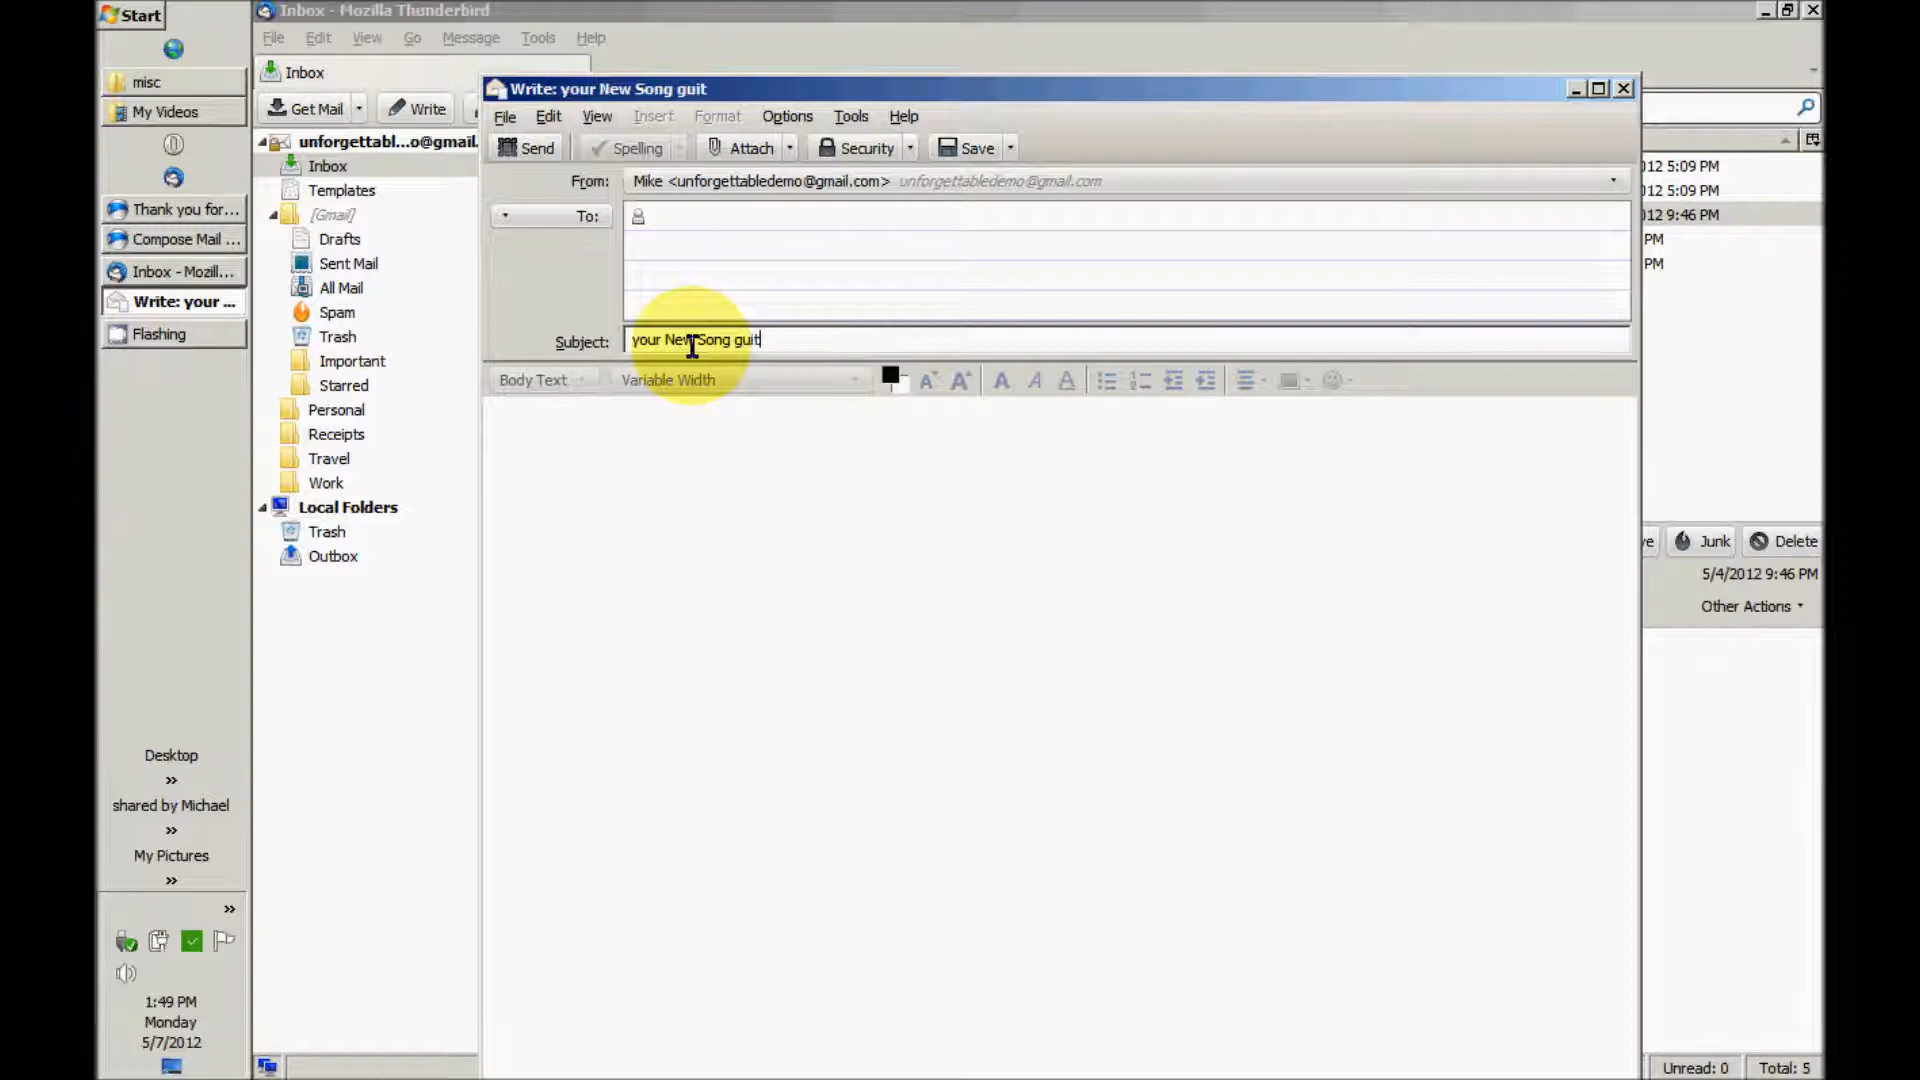 Start
Inbox - Mozilla Thunderbird
File Edit View Go Message Tools Help
misc
My Videos
Thank you for...
Compose Mail ...
Inbox - Mozill...
Write: your ...
Flashing
Desktop
»
shared by Michael
»
My Pictures
»
»
1:49 PM
Monday
5/7/2012
Inbox
Get Mail Write
unforgettabl...o@gmail.
Inbox
Templates
[Gmail]
Drafts
Sent Mail
All Mail
Spam
Trash
Important
Starred
Personal
Receipts
Travel
Work
Local Folders
Trash
Outbox
Write: your New Song guit
File Edit View Insert Format Options Tools Help
Send Spelling Attach Security Save
From: Mike <unforgettabledemo@gmail.com> unforgettabledemo@gmail.com
To:
Subject: your New Song guit
Body Text Variable Width
012 5:09 PM
012 5:09 PM
012 9:46 PM
PM
PM
ve Junk Delete
5/4/2012 9:46 PM
Other Actions
Unread: 0 Total: 5